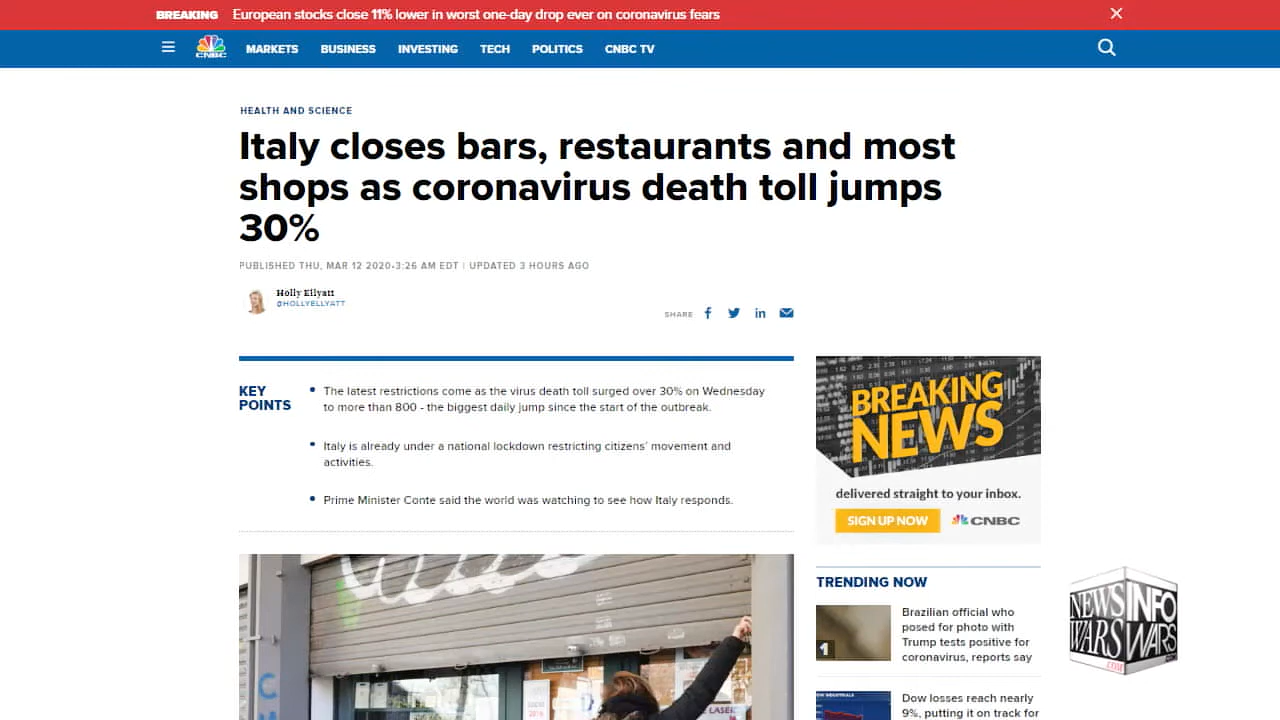 BREAKING European stocks close 11% lower in worst one-day drop ever on coronavirus fears
CNBC
MARKETS BUSINESS INVESTING TECH POLITICS CNBC TV
HEALTH AND SCIENCE
Italy closes bars, restaurants and most
shops as coronavirus death toll jumps
30%
PUBLISHED THU, MAR 12 2020•3:26 AM EDT | UPDATED 3 HOURS AGO
Holly Ellyatt
@HOLLYELLYATT
SHARE
KEY
POINTS
The latest restrictions come as the virus death toll surged over 30% on Wednesday
to more than 800 - the biggest daily jump since the start of the outbreak.
Italy is already under a national lockdown restricting citizens’ movement and
activities.
Prime Minister Conte said the world was watching to see how Italy responds.
BREAKING
NEWS
delivered straight to your inbox.
SIGN UP NOW CNBC
TRENDING NOW
1
Brazilian official who
posed for photo with
Trump tests positive for
coronavirus, reports say
Dow losses reach nearly
9%, putting it on track for
NEWS
WARS
.COM
INFO
WARS